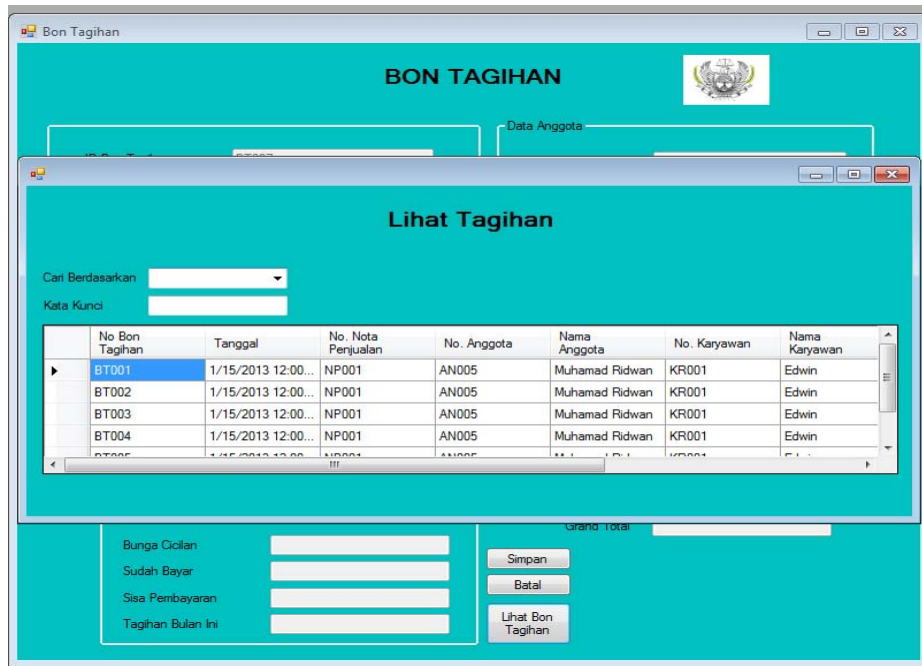 Bon Tagihan
BON TAGIHAN
Data Anggota
Lihat Tagihan
Cari Berdasarkan
Kata Kunci
No Bon Tagihan Tanggal No. Nota Penjualan No. Anggota Nama Anggota No. Karyawan Nama Karyawan
BT001 1/15/2013 12:00... NP001 AN005 Muhamad Ridwan KR001 Edwin
BT002 1/15/2013 12:00... NP001 AN005 Muhamad Ridwan KR001 Edwin
BT003 1/15/2013 12:00... NP001 AN005 Muhamad Ridwan KR001 Edwin
BT004 1/15/2013 12:00... NP001 AN005 Muhamad Ridwan KR001 Edwin
Grand Total
Bunga Cicilan
Sudah Bayar
Sisa Pembayaran
Tagihan Bulan Ini
Simpan
Batal
Lihat Bon
Tagihan